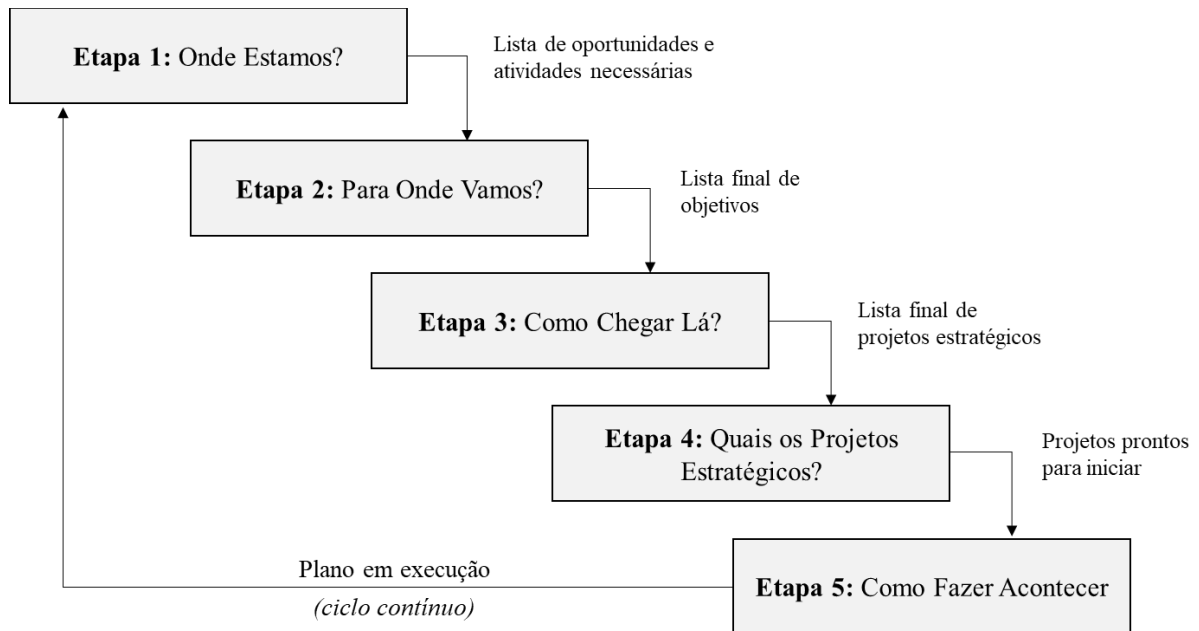 Etapa 1: Onde Estamos?
Lista de oportunidades e
atividades necessárias
Etapa 2: Para Onde Vamos?
Lista final de
objetivos
Etapa 3: Como Chegar Lá?
Lista final de
projetos estratégicos
Etapa 4: Quais os Projetos
Estratégicos?
Projetos prontos
para iniciar
Etapa 5: Como Fazer Acontecer
Plano em execução
(ciclo contínuo)